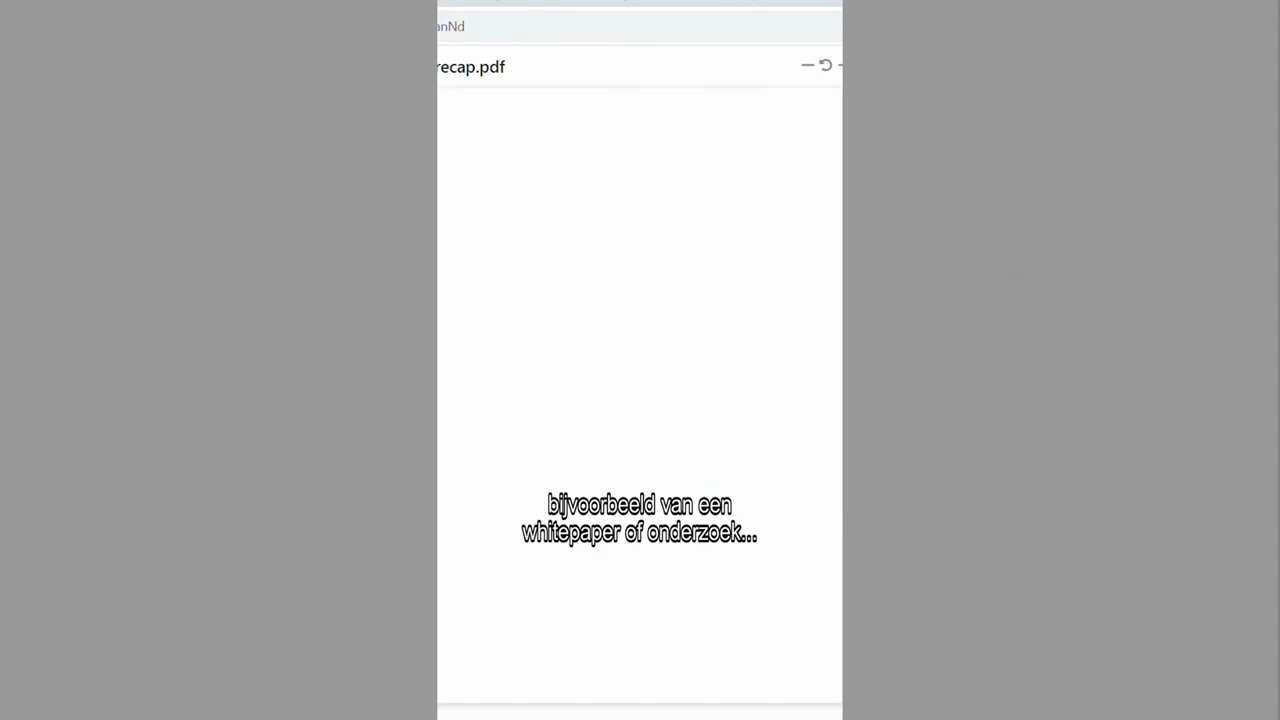 anNd
recap.pdf
bijvoorbeeld van een
whitepaper of onderzoek...